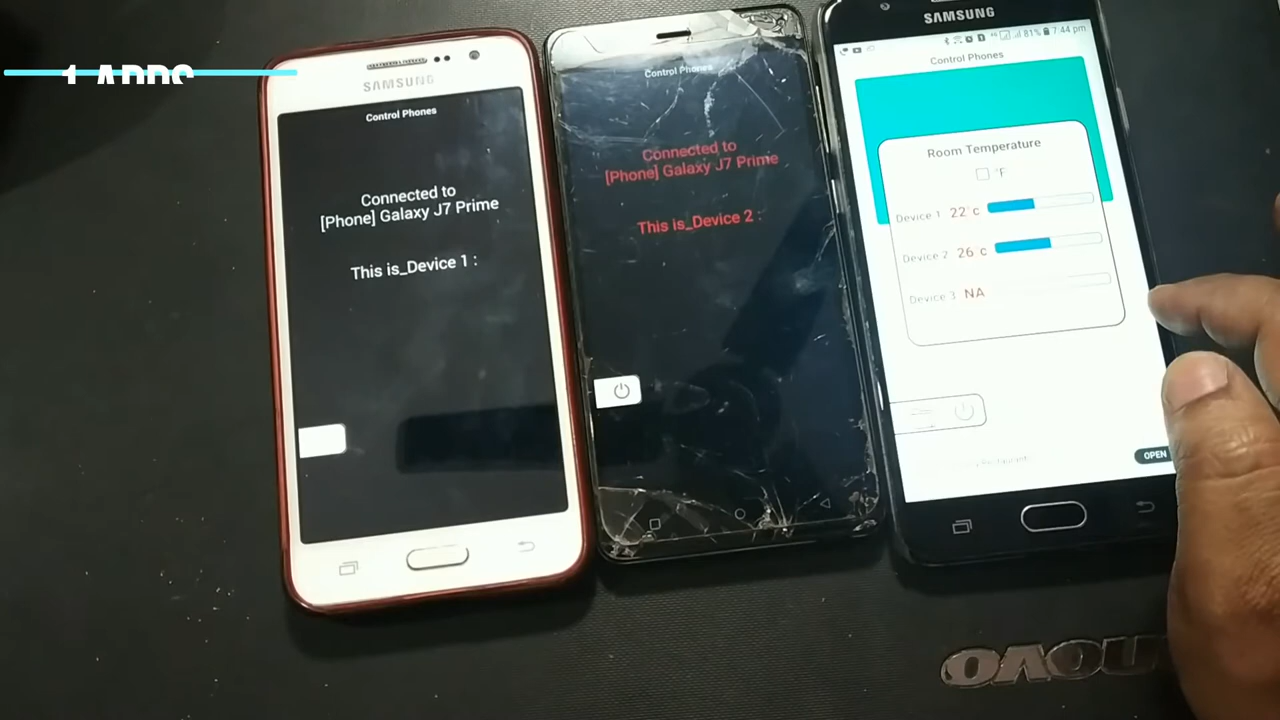 SAMSUNG
Control Phones
Connected to
[Phone] Galaxy J7 Prime
This is_Device 1 :
Control Phones
Connected to
[Phone] Galaxy J7 Prime
This is_Device 2 :
SAMSUNG
81% 7:44 pm
Control Phones
Room Temperature
°F
Device 1 22°c
Device 2 26°c
Device 3 NA
OPEN